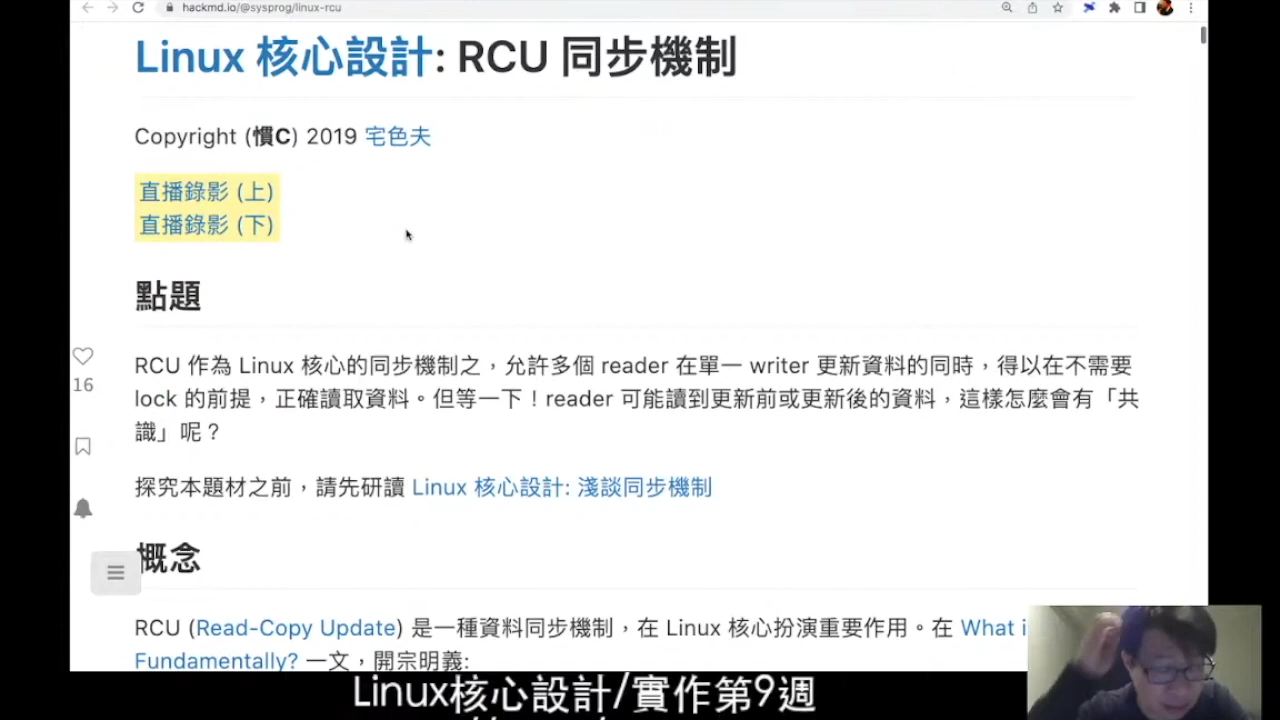 hackmd.io/@sysprog/linux-rcu
Linux 核心設計: RCU 同步機制
Copyright (慣C) 2019 宅色夫
直播錄影 (上)
直播錄影 (下)
點題
RCU 作為 Linux 核心的同步機制之，允許多個 reader 在單一 writer 更新資料的同時，得以在不需要
lock 的前提，正確讀取資料。但等一下！reader 可能讀到更新前或更新後的資料，這樣怎麼會有「共
識」呢？
16
探究本題材之前，請先研讀 Linux 核心設計: 淺談同步機制
概念
RCU (Read-Copy Update) 是一種資料同步機制，在 Linux 核心扮演重要作用。在 What i
Fundamentally? 一文，開宗明義:
Linux核心設計/實作第9週